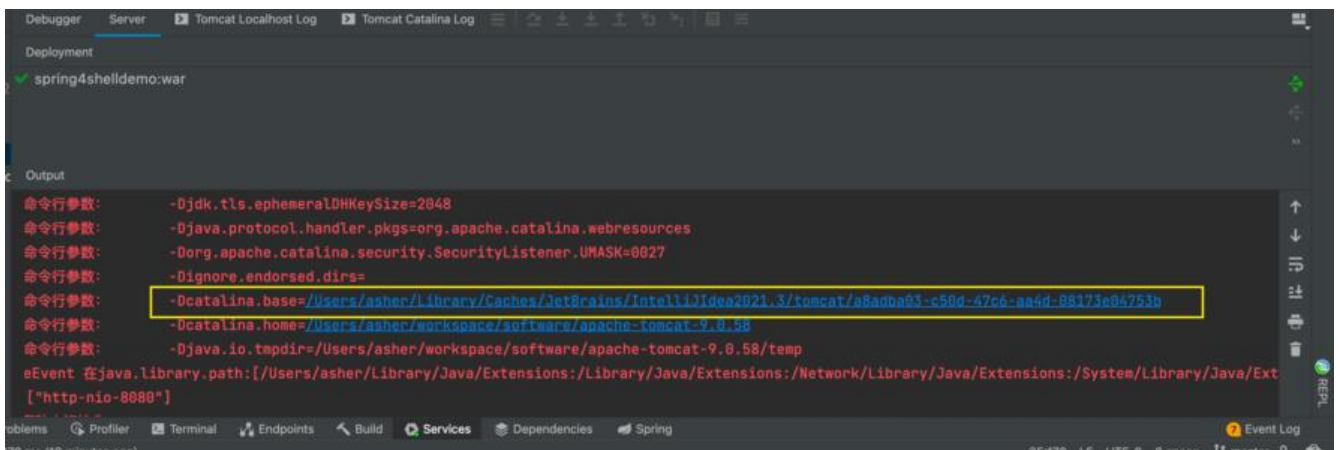 Debugger Server Tomcat Localhost Log Tomcat Catalina Log
Deployment
spring4shelldemo:war
Output
命令行参数: -Djdk.tls.ephemeralDHKeySize=2048
命令行参数: -Djava.protocol.handler.pkgs=org.apache.catalina.webresources
命令行参数: -Dorg.apache.catalina.security.SecurityListener.UMASK=0027
命令行参数: -Dignore.endorsed.dirs=
命令行参数: -Dcatalina.base=/Users/asher/Library/Caches/JetBrains/IntelliJIdea2021.3/tomcat/a8adba03-c50d-47c6-aa4d-08173e04753b
命令行参数: -Dcatalina.home=/Users/asher/workspace/software/apache-tomcat-9.0.58
命令行参数: -Djava.io.tmpdir=/Users/asher/workspace/software/apache-tomcat-9.0.58/temp
eEvent 在java.library.path:[/Users/asher/Library/Java/Extensions:/Library/Java/Extensions:/Network/Library/Java/Extensions:/System/Library/Java/Ext
["http-nio-8080"]
REPL
oblems Profiler Terminal Endpoints Build Services Dependencies Spring 7 Event Log